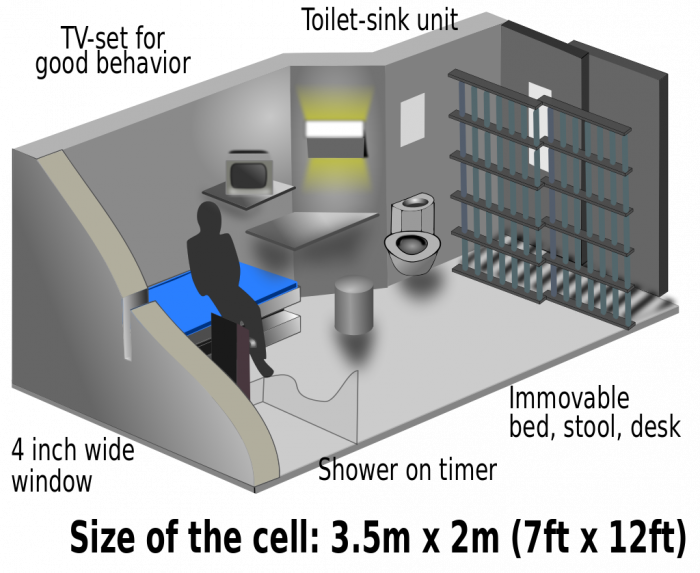 Toilet-sink unit
TV-set for
good behavior
Immovable
bed, stool, desk
4 inch wide
window
Shower on timer
Size of the cell: 3.5m x 2m (7ft x 12ft)